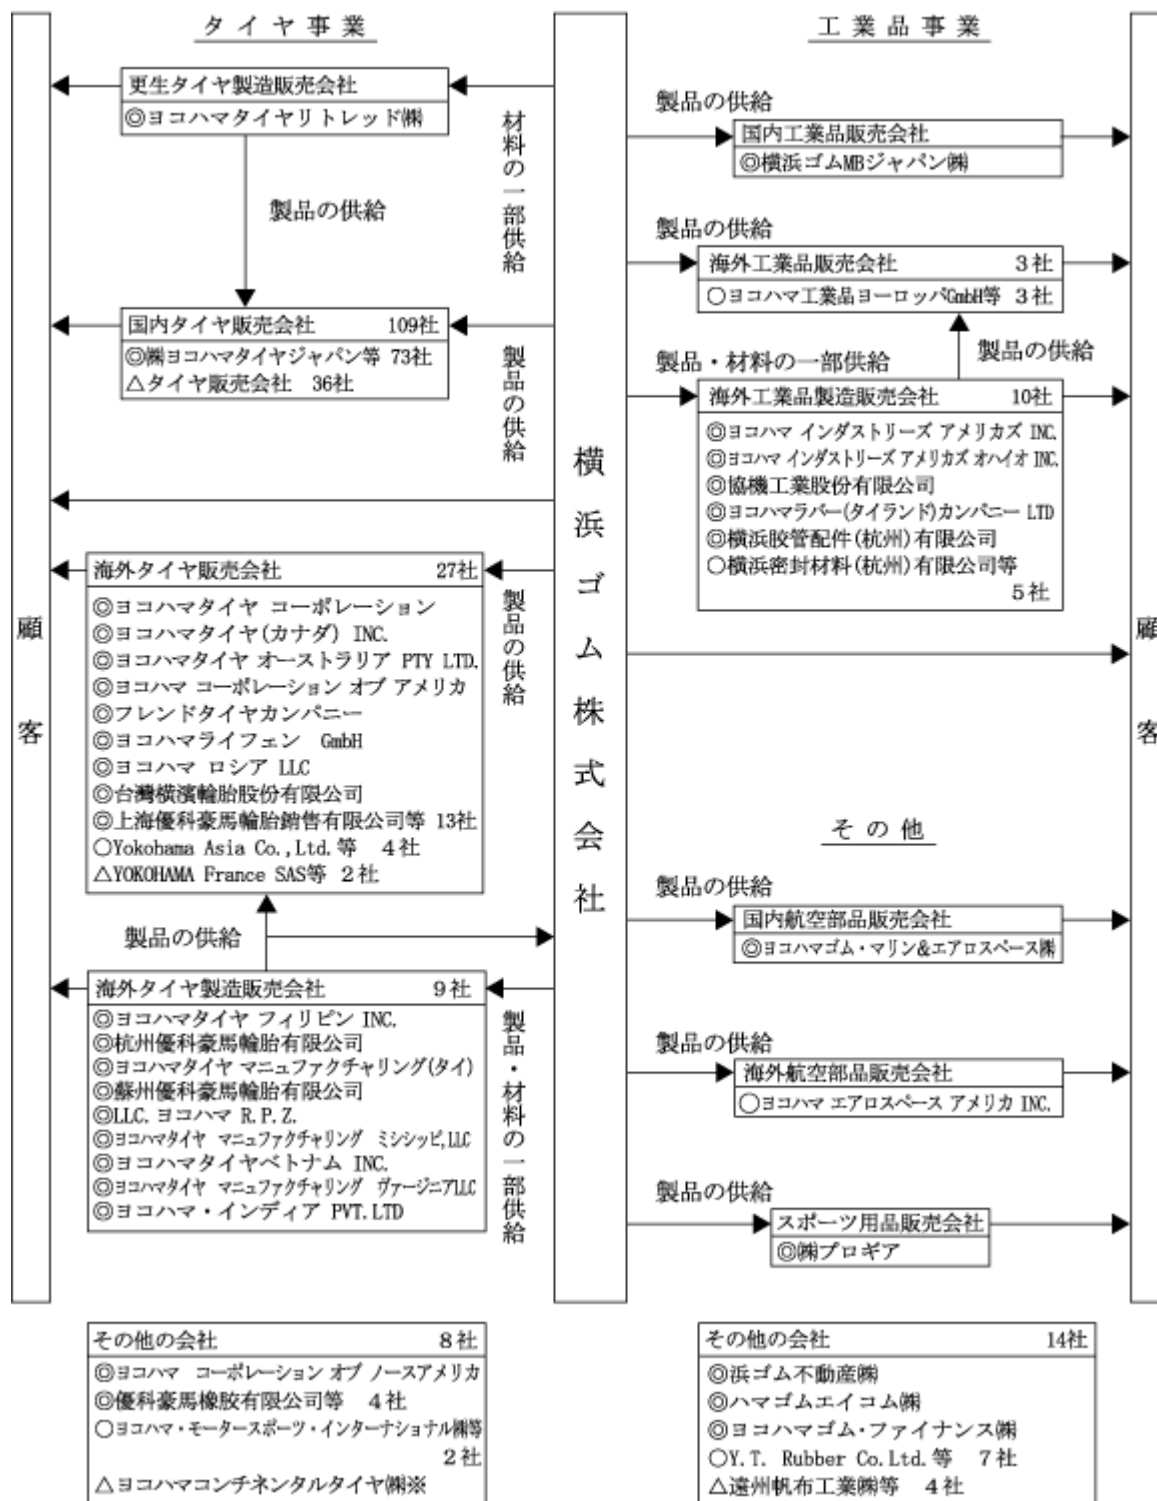 タイヤ事業
更生タイヤ製造販売会社
◎ヨコハマタイヤリトレッド㈱
材料の一部供給
製品の供給
国内タイヤ販売会社 109社
◎㈱ヨコハマタイヤジャパン等 73社
△タイヤ販売会社 36社
製品の供給
海外タイヤ販売会社 27社
◎ヨコハマタイヤ コーポレーション
◎ヨコハマタイヤ(カナダ) INC.
◎ヨコハマタイヤ オーストラリア PTY LTD.
◎ヨコハマ コーポレーション オブ アメリカ
◎フレンドタイヤカンパニー
◎ヨコハマライフェン GmbH
◎ヨコハマ ロシア LLC
◎台灣横濱輪胎股份有限公司
◎上海優科豪馬輪胎銷售有限公司等 13社
○Yokohama Asia Co.,Ltd.等 4社
△YOKOHAMA France SAS等 2社
製品の供給
製品の供給
海外タイヤ製造販売会社 9社
◎ヨコハマタイヤ フィリピン INC.
◎杭州優科豪馬輪胎有限公司
◎ヨコハマタイヤ マニュファクチャリング(タイ)
◎蘇州優科豪馬輪胎有限公司
◎LLC. ヨコハマ R.P.Z.
◎ヨコハマタイヤ マニュファクチャリング ミシシッピ,LLC
◎ヨコハマタイヤベトナム INC.
◎ヨコハマタイヤ マニュファクチャリング ヴァージニアLLC
◎ヨコハマ・インディア PVT.LTD
製品・材料の一部供給
顧客
横浜ゴム株式会社
工業品事業
製品の供給
国内工業品販売会社
◎横浜ゴムMBジャパン㈱
製品の供給
海外工業品販売会社 3社
○ヨコハマ工業品ヨーロッパGmbH等 3社
製品の供給
製品・材料の一部供給
海外工業品製造販売会社 10社
◎ヨコハマ インダストリーズ アメリカズ INC.
◎ヨコハマ インダストリーズ アメリカズ オハイオ INC.
◎協機工業股份有限公司
◎ヨコハマラバー(タイランド)カンパニー LTD
◎横浜胶管配件(杭州)有限公司
○横浜密封材料(杭州)有限公司等
5社
その他
製品の供給
国内航空部品販売会社
◎ヨコハマゴム・マリン&エアロスペース㈱
製品の供給
海外航空部品販売会社
○ヨコハマ エアロスペース アメリカ INC.
製品の供給
スポーツ用品販売会社
◎㈱プロギア
顧客
その他の会社 8社
◎ヨコハマ コーポレーション オブ ノースアメリカ
◎優科豪馬橡胶有限公司等 4社
○ヨコハマ・モータースポーツ・インターナショナル㈱等
2社
△ヨコハマコンチネンタルタイヤ㈱※
その他の会社 14社
◎浜ゴム不動産㈱
◎ハマゴムエイコム㈱
◎ヨコハマゴム・ファイナンス㈱
○Y.T. Rubber Co.Ltd.等 7社
△遠州帆布工業㈱等 4社